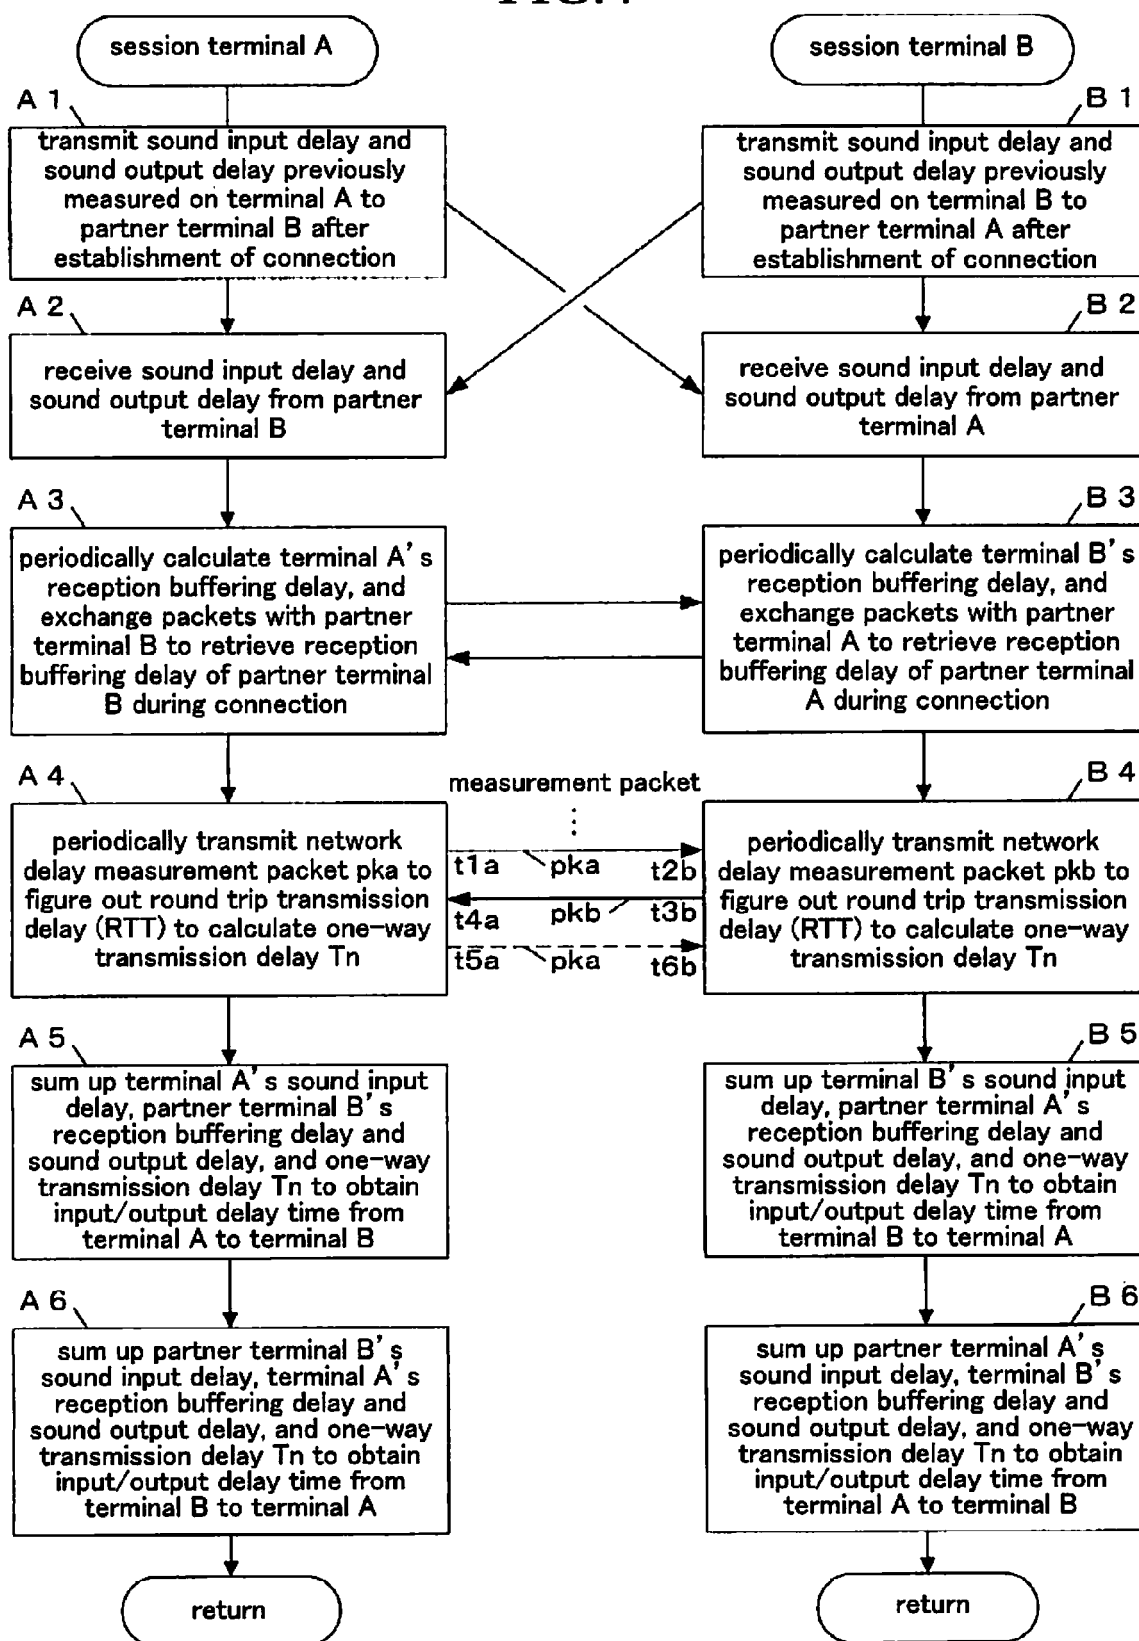 session terminal A
A 1
transmit sound input delay and
sound output delay previously
measured on terminal A to
partner terminal B after
establishment of connection
A 2
receive sound input delay and
sound output delay from partner
terminal B
A 3
periodically calculate terminal A's
reception buffering delay, and
exchange packets with partner
terminal B to retrieve reception
buffering delay of partner terminal
B during connection
A 4
periodically transmit network
delay measurement packet pka to
figure out round trip transmission
delay (RTT) to calculate one-way
transmission delay Tn
A 5
sum up terminal A's sound input
delay, partner terminal B's
reception buffering delay and
sound output delay, and one-way
transmission delay Tn to obtain
input/output delay time from
terminal A to terminal B
A 6
sum up partner terminal B's
sound input delay, terminal A's
reception buffering delay and
sound output delay, and one-way
transmission delay Tn to obtain
input/output delay time from
terminal B to terminal A
return
measurement packet
t1a pka t2b
t4a pkb t3b
t5a pka t6b
session terminal B
B 1
transmit sound input delay and
sound output delay previously
measured on terminal B to
partner terminal A after
establishment of connection
B 2
receive sound input delay and
sound output delay from partner
terminal A
B 3
periodically calculate terminal B's
reception buffering delay, and
exchange packets with partner
terminal A to retrieve reception
buffering delay of partner terminal
A during connection
B 4
periodically transmit network
delay measurement packet pkb to
figure out round trip transmission
delay (RTT) to calculate one-way
transmission delay Tn
B 5
sum up terminal B's sound input
delay, partner terminal A's
reception buffering delay and
sound output delay, and one-way
transmission delay Tn to obtain
input/output delay time from
terminal B to terminal A
B 6
sum up partner terminal A's
sound input delay, terminal B's
reception buffering delay and
sound output delay, and one-way
transmission delay Tn to obtain
input/output delay time from
terminal A to terminal B
return